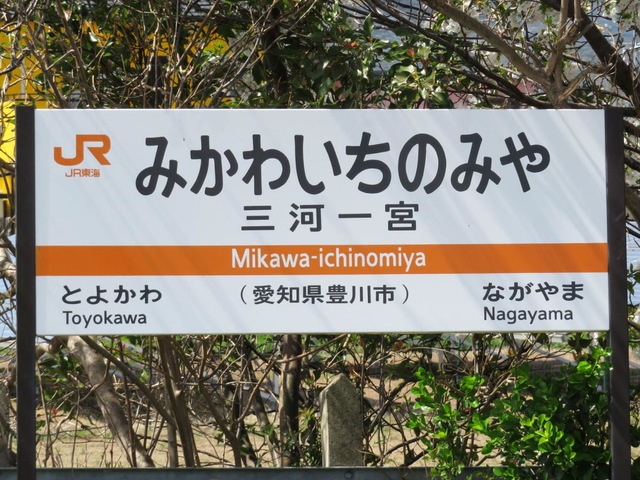 JR
JR東海
みかわいちのみや
三河一宮
Mikawa-ichinomiya
とよかわ
Toyokawa
（愛知県豊川市）
ながやま
Nagayama